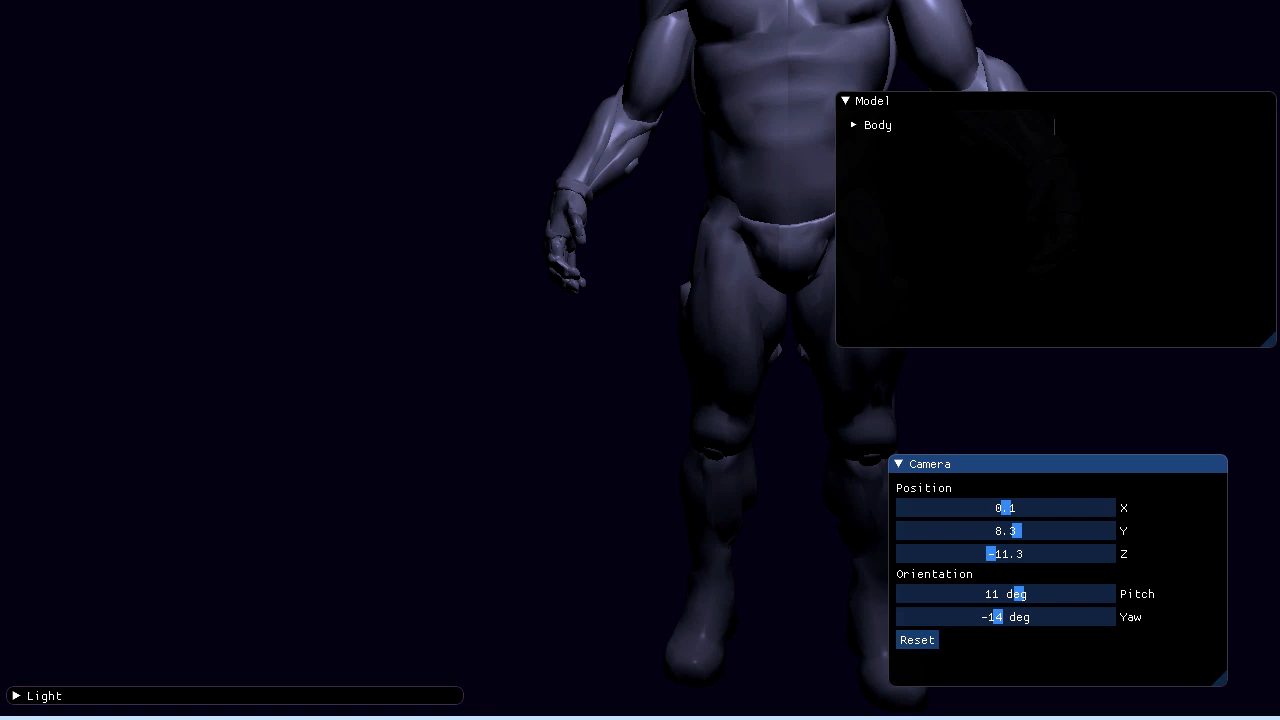 Model
Body
Camera
Position
0.1 X
8.3 Y
-11.3 Z
Orientation
11 deg Pitch
-14 deg Yaw
Reset
Light